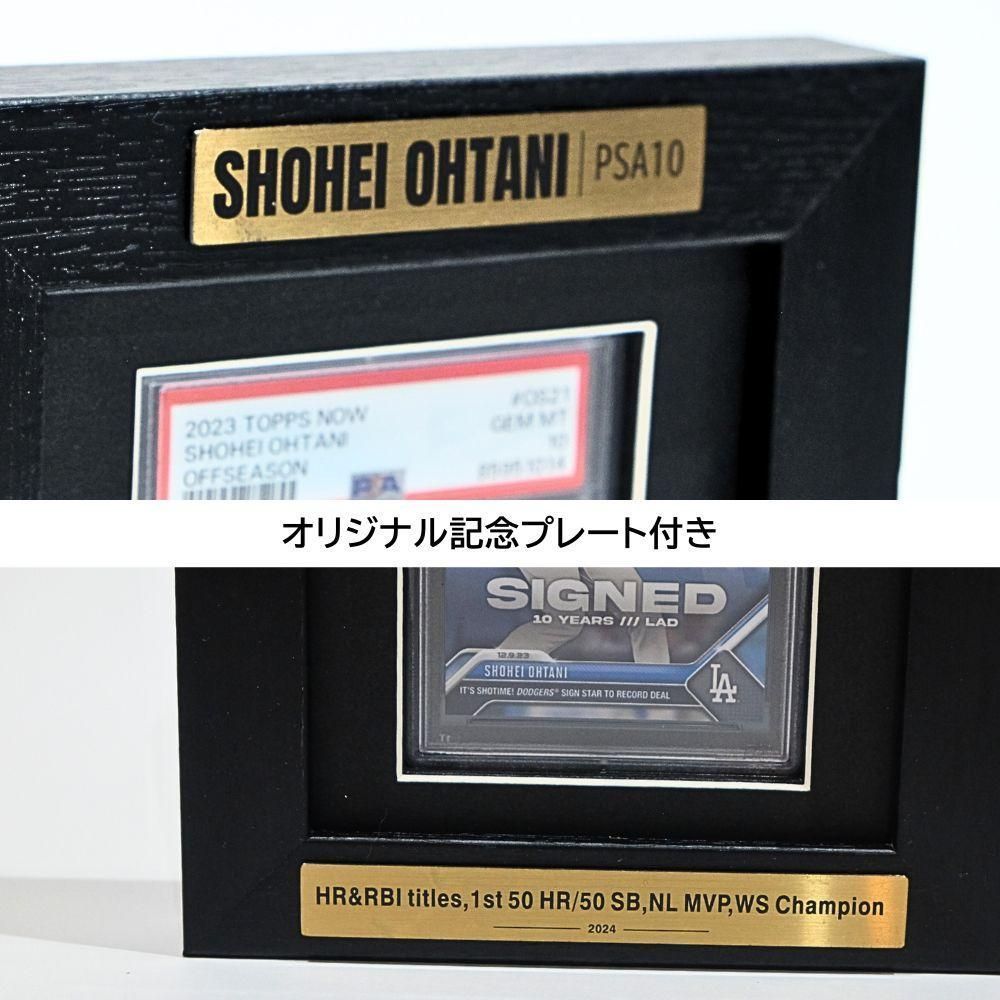 SHOHEI OHTANI | PSA10
2023 TOPPS NOW
SHOHEI OHTANI
OFFSEASON
#OS21
GEM MT
10
PSA
オリジナル記念プレート付き
SIGNED
10 YEARS /// LAD
12.9.23
SHOHEI OHTANI
IT'S SHOTIME! DODGERS® SIGN STAR TO RECORD DEAL
LA
HR&RBI titles,1st 50 HR/50 SB,NL MVP,WS Champion
2024